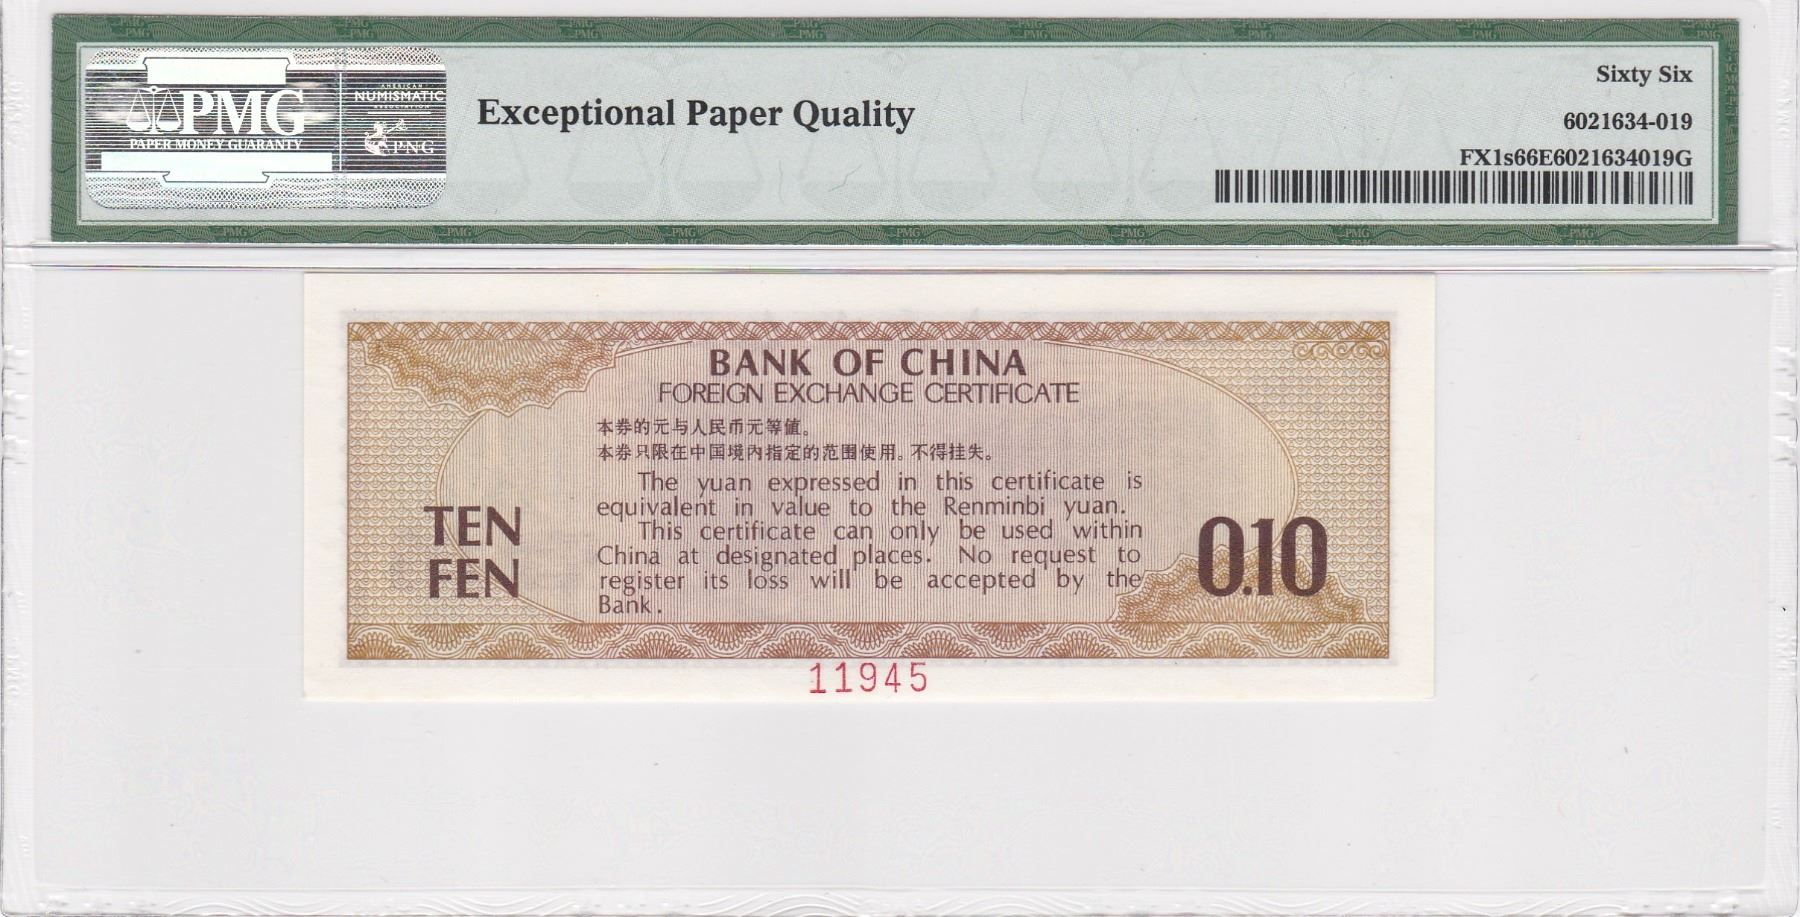 PMG
PAPER MONEY GUARANTY
AMERICAN
NUMISMATIC
ASSOCIATION
PNG
Exceptional Paper Quality
Sixty Six
6021634-019
FX1s66E6021634019G
BANK OF CHINA
FOREIGN EXCHANGE CERTIFICATE
本券的元与人民币元等值。
本券只限在中国境内指定的范围使用。不得挂失。
The yuan expressed in this certificate is
equivalent in value to the Renminbi yuan.
This certificate can only be used within
China at designated places. No request to
register its loss will be accepted by the
Bank.
TEN
FEN
0.10
11945